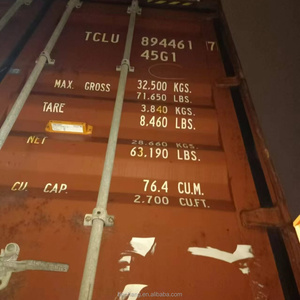 TCLU 894461 7
45G1
MAX. GROSS 32.500 KGS.
71.650 LBS.
TARE 3.840 KGS.
8.460 LBS.
NET 28.660 KGS.
63.190 LBS.
CU. CAP. 76.4 CU.M.
2.700 CU.FT.